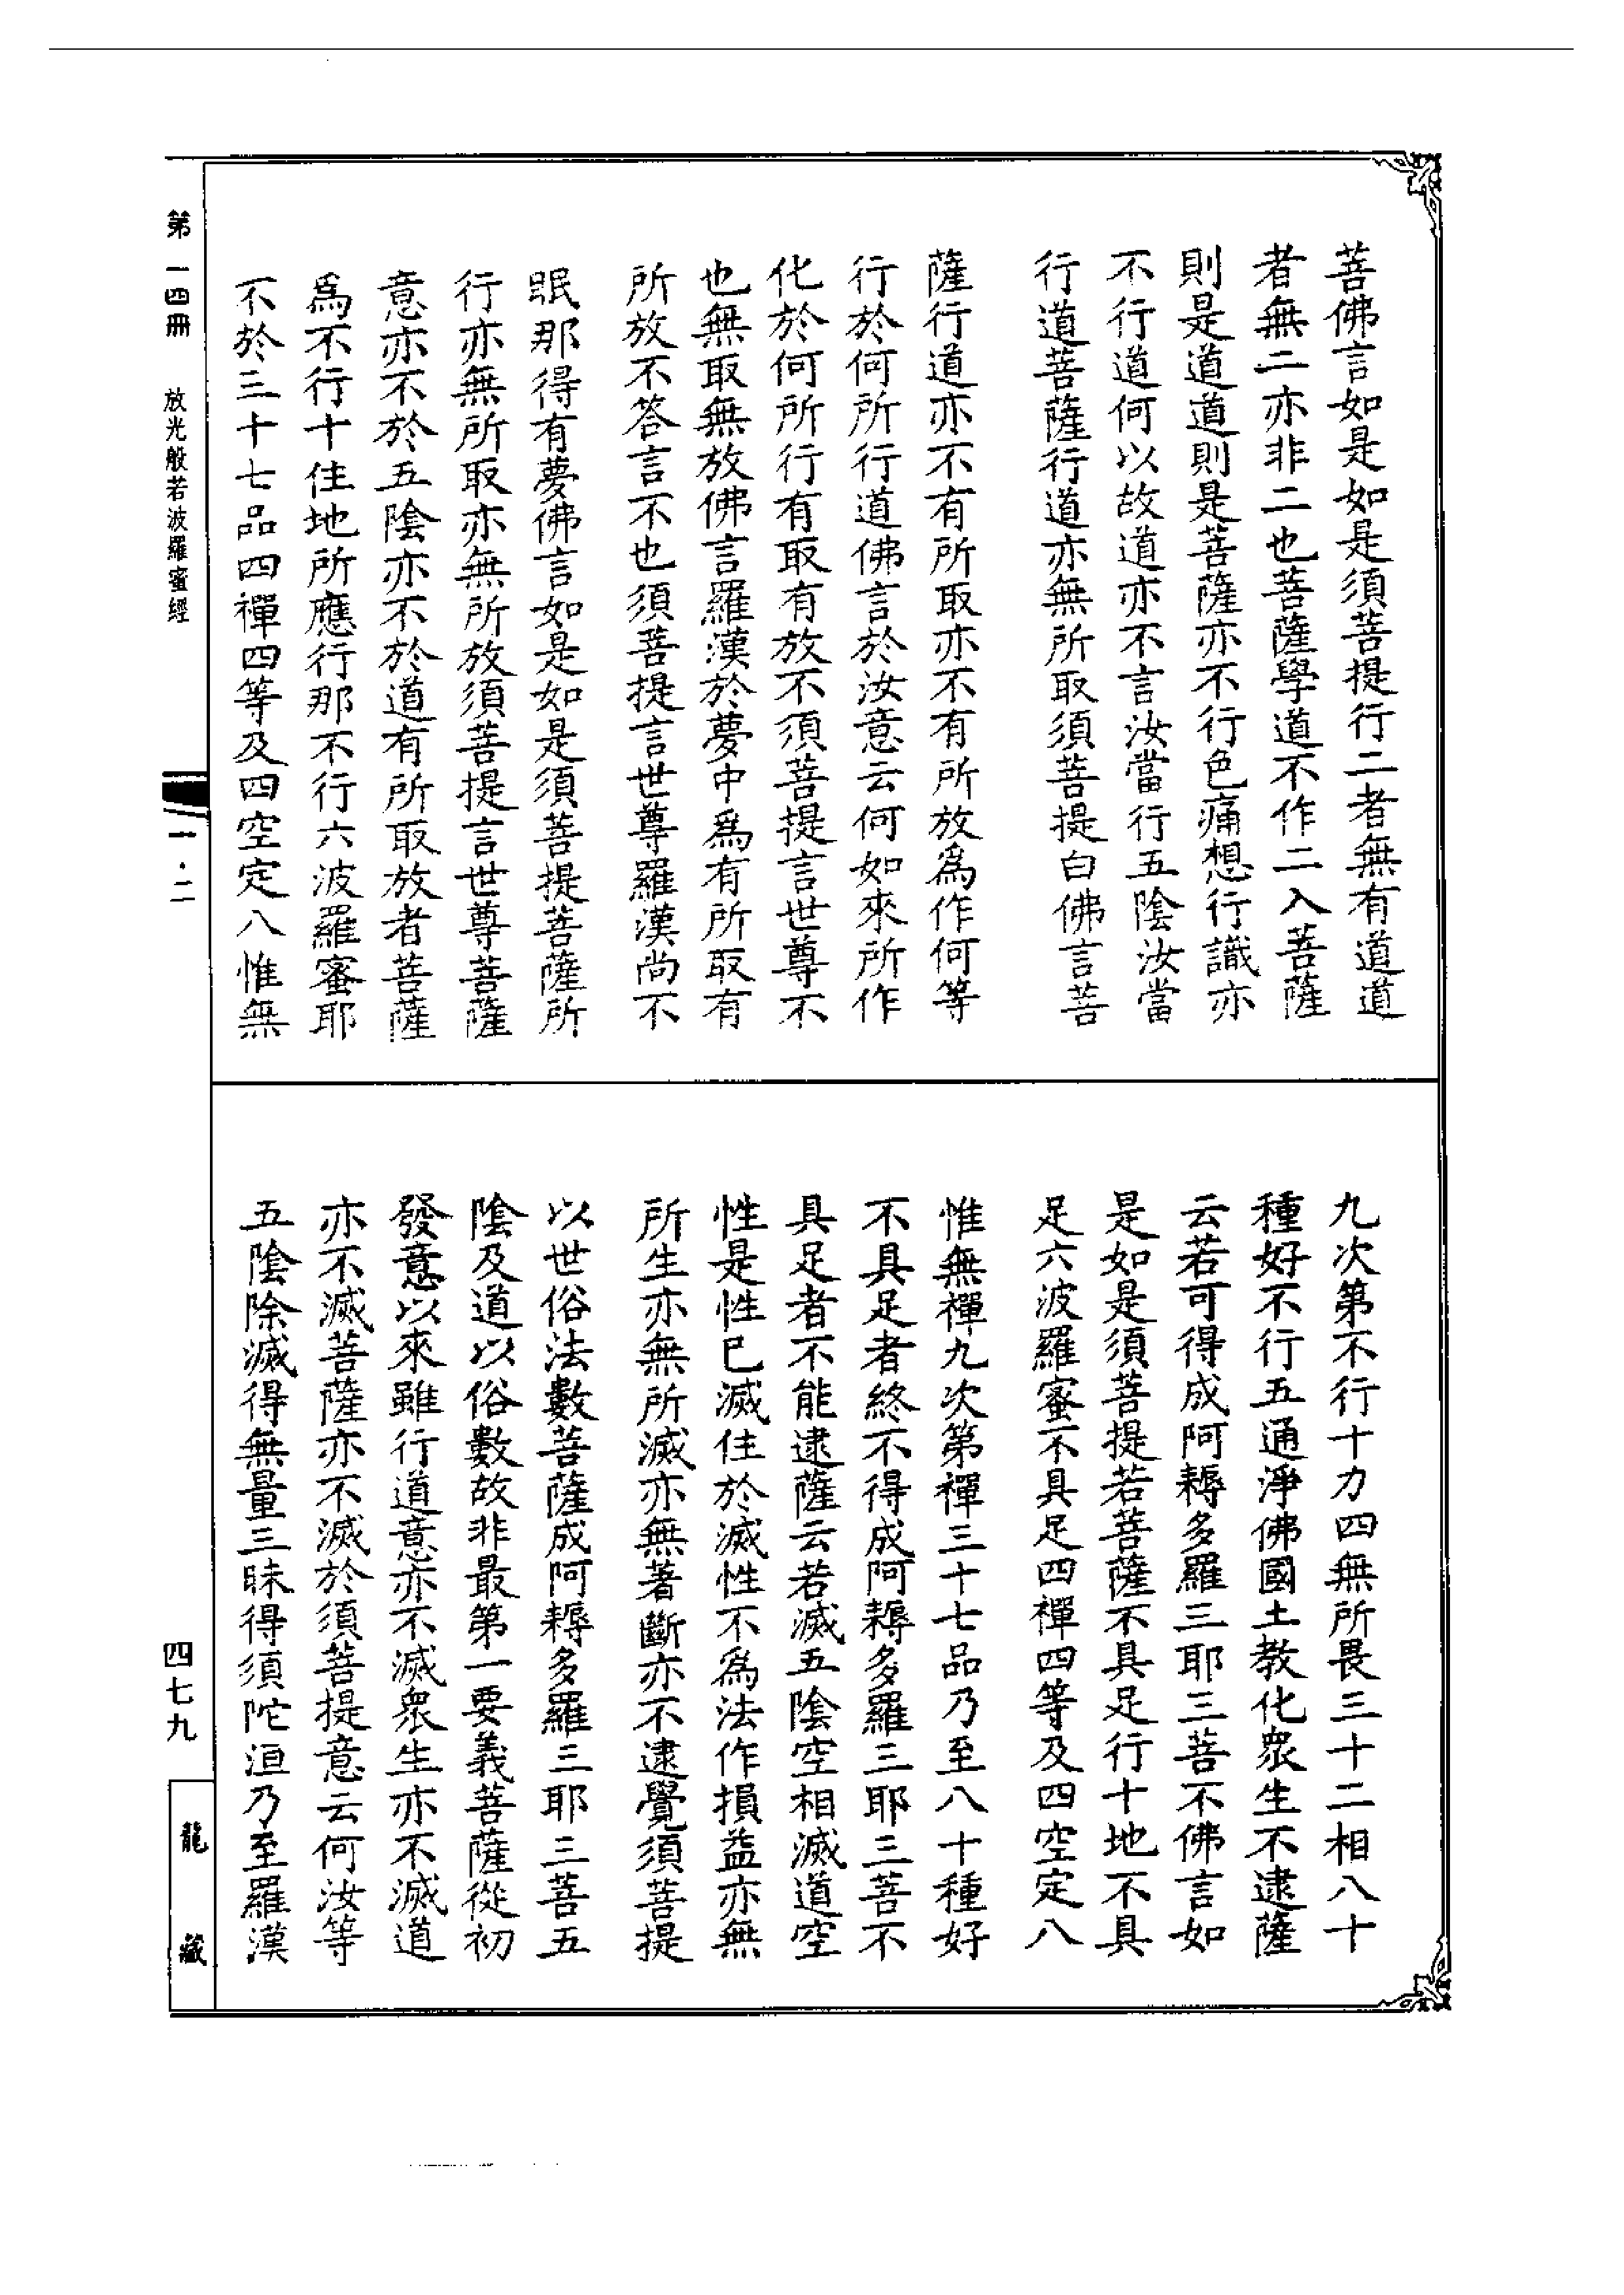 菩佛言如是如是須菩提行二者無有道道
者無二亦非二也菩薩學道不作二入菩薩
則是道道則是菩薩亦不行色痛想行識亦
不行道何以故道亦不言汝當行五陰汝當
行道菩薩行道亦無所取須菩提白佛言菩
薩行道亦不有所取亦不有所放為作何等
行於何所行道佛言於汝意云何如來所作
化於何所行有取有放不須菩提言世尊不
也無取無放佛言羅漢於夢中為有所取有
所放不答言不也須菩提言世尊羅漢尚不
眠那得有夢佛言如是如是須菩提菩薩所
行亦無所取亦無所放須菩提言世尊菩薩
意亦不於五陰亦不於道有所取放者菩薩
為不行十住地所應行那不行六波羅蜜耶
不於三十七品四禪四等及四空定八惟無
九次第不行十力四無所畏三十二相八十
種好不行五通淨佛國土教化眾生不逮薩
云若可得成阿耨多羅三耶三菩不佛言如
是如是須菩提若菩薩不具足行十地不具
足六波羅蜜不具足四禪四等及四空定八
惟無禪九次第禪三十七品乃至八十種好
不具足者終不得成阿耨多羅三耶三菩不
具足者不能逮薩云若滅五陰空相滅道空
性是性已滅住於滅性不為法作損益亦無
所生亦無所滅亦無著斷亦不逮覺須菩提
以世俗法數菩薩成阿耨多羅三耶三菩五
陰及道以俗數故非最第一要義菩薩從初
發意以來雖行道意亦不滅眾生亦不滅道
亦不滅菩薩亦不滅於須菩提意云何汝等
五陰除滅得無量三昧得須陀洹乃至羅漢
第一四冊 放光般若波羅蜜經 一·二
四七九
龍藏